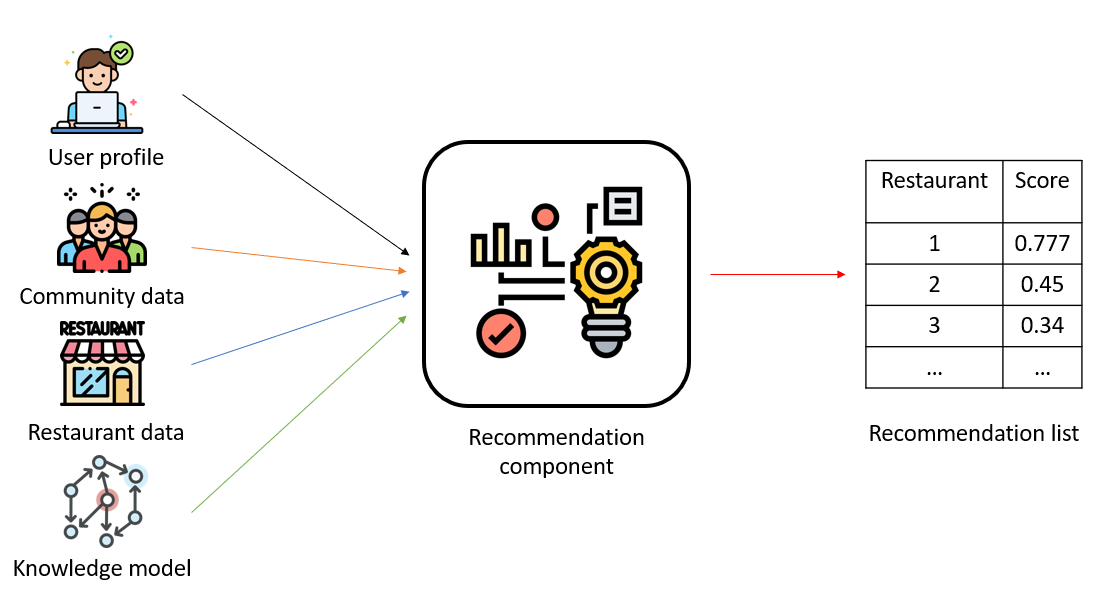 User profile
Community data
RESTAURANT
Restaurant data
Knowledge model
Recommendation
component
Restaurant Score
1 0.777
2 0.45
3 0.34
... ...
Recommendation list